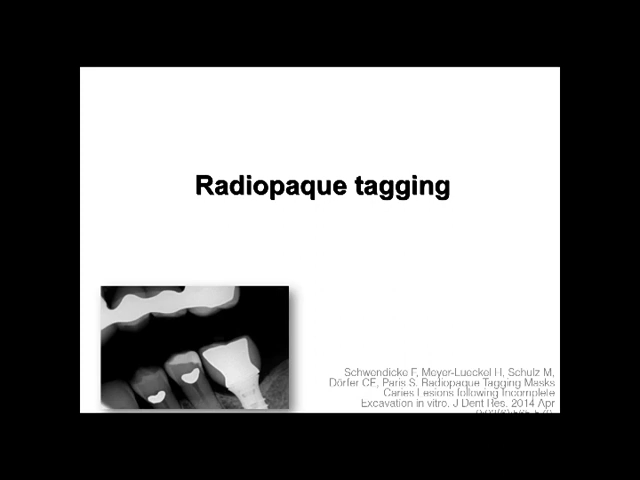 Radiopaque tagging
Schwendicke F, Meyer-Lueckel H, Schulz M,
Dörfer CE, Paris S. Radiopaque Tagging Masks
Caries Lesions following Incomplete
Excavation in vitro. J Dent Res. 2014 Apr